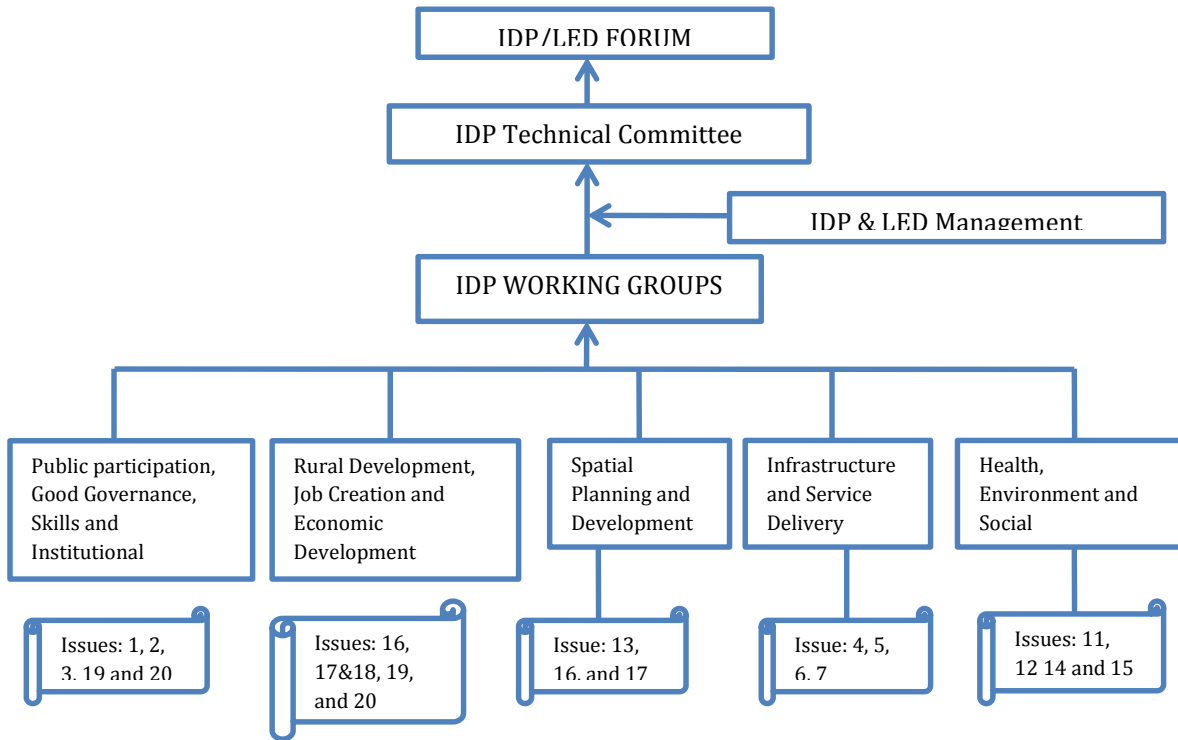 IDP/LED FORUM
IDP Technical Committee
IDP & LED Management
IDP WORKING GROUPS
Public participation,
Good Governance,
Skills and
Institutional
Rural Development,
Job Creation and
Economic
Development
Spatial
Planning and
Development
Infrastructure
and Service
Delivery
Health,
Environment and
Social
Issues: 1, 2,
3, 19 and 20
Issues: 16,
17&18, 19,
and 20
Issue: 13,
16, and 17
Issue: 4, 5,
6, 7
Issues: 11,
12 14 and 15